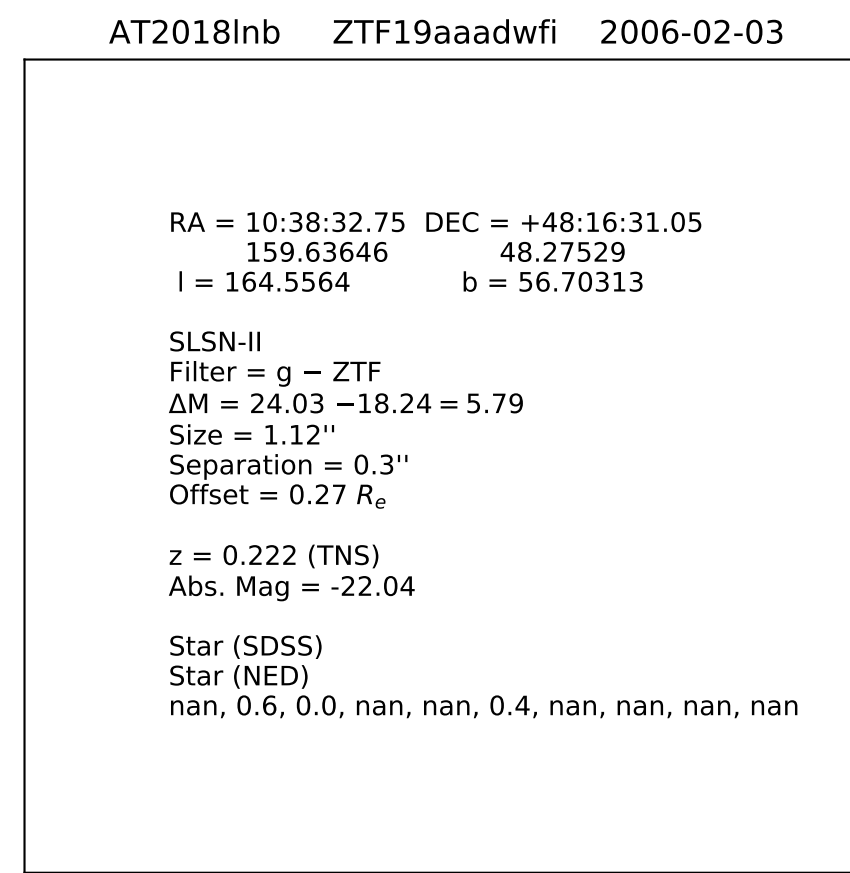 AT2018lnb ZTF19aaadwfi 2006-02-03
RA = 10:38:32.75 DEC = +48:16:31.05
159.63646 48.27529
l = 164.5564 b = 56.70313
SLSN-II
Filter = g − ZTF
ΔM = 24.03 −18.24 = 5.79
Size = 1.12''
Separation = 0.3''
Offset = 0.27 Rₑ
z = 0.222 (TNS)
Abs. Mag = -22.04
Star (SDSS)
Star (NED)
nan, 0.6, 0.0, nan, nan, 0.4, nan, nan, nan, nan